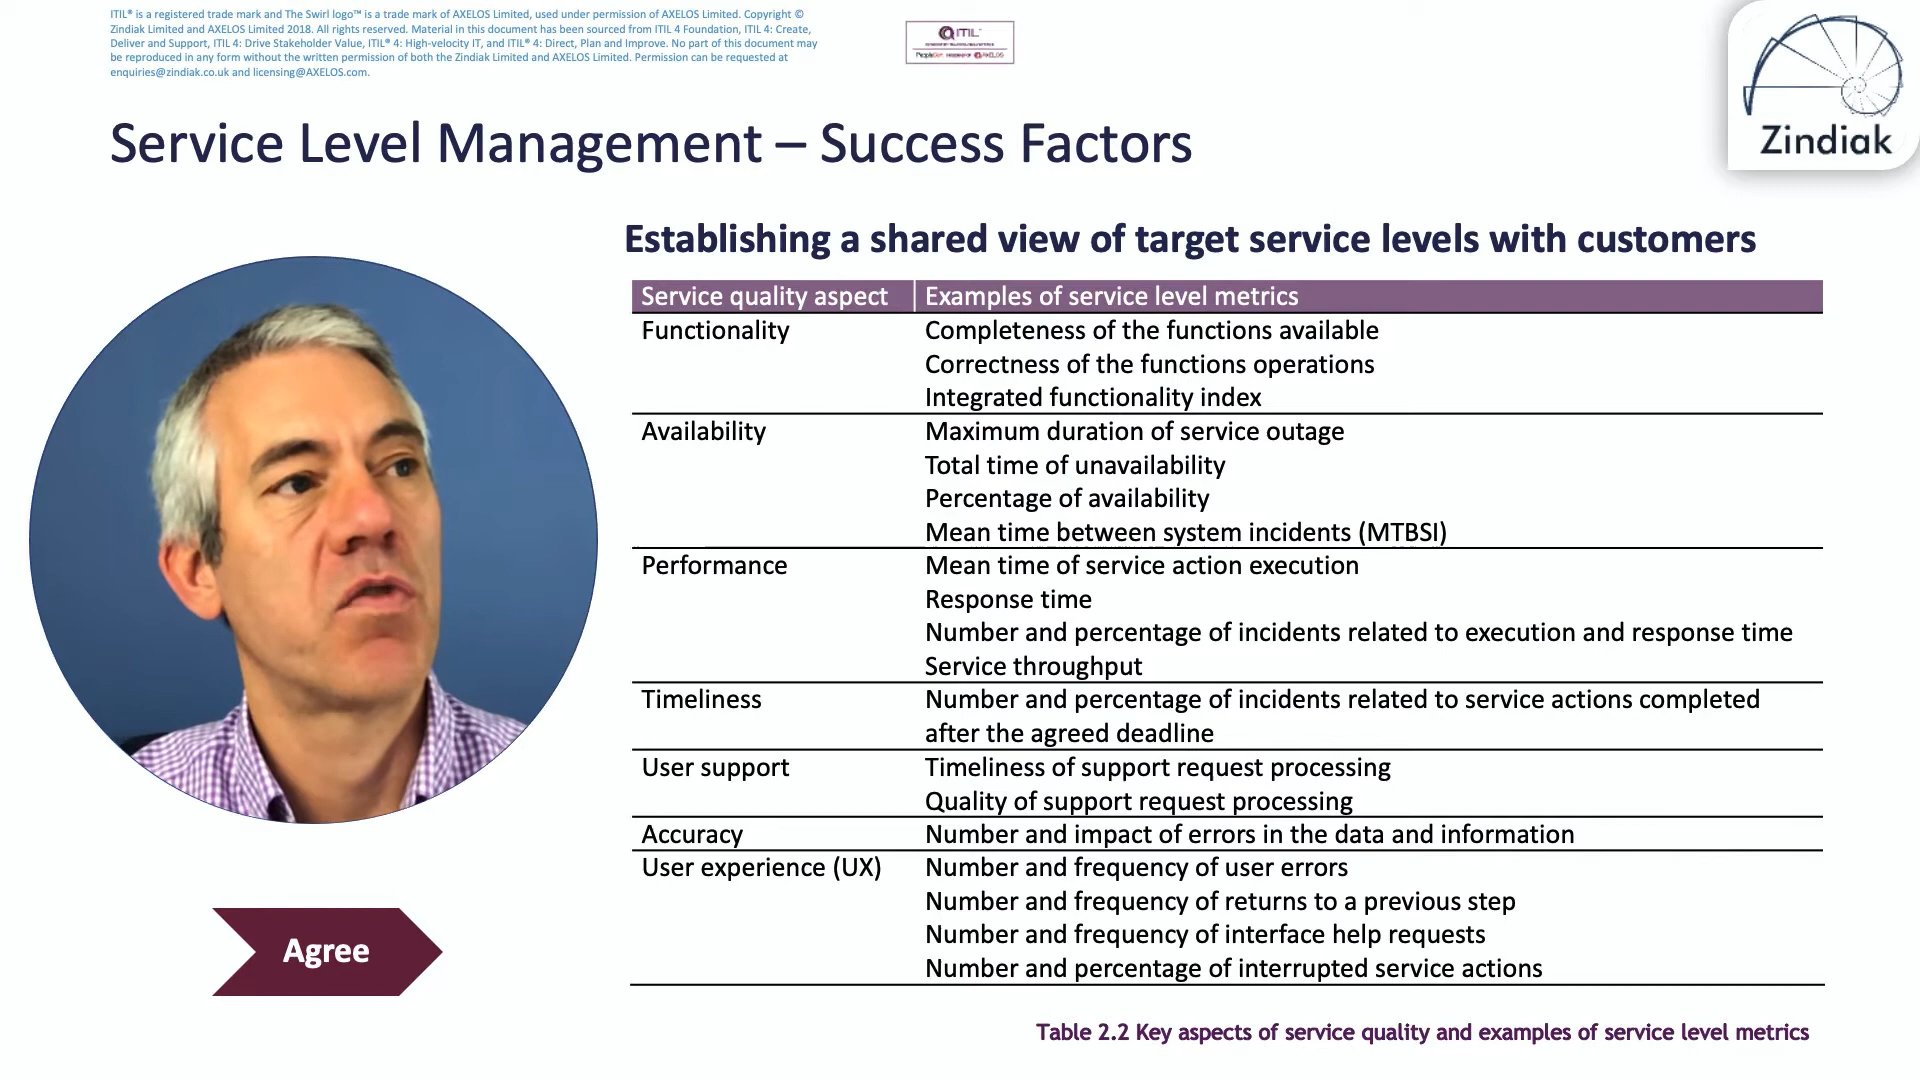 ITIL® is a registered trade mark and The Swirl logo™ is a trade mark of AXELOS Limited, used under permission of AXELOS Limited. Copyright ©
Zindiak Limited and AXELOS Limited 2018. All rights reserved. Material in this document has been sourced from ITIL 4 Foundation, ITIL 4: Create,
Deliver and Support, ITIL 4: Drive Stakeholder Value, ITIL® 4: High-velocity IT, and ITIL® 4: Direct, Plan and Improve. No part of this document may
be reproduced in any form without the written permission of both the Zindiak Limited and AXELOS Limited. Permission can be requested at
enquiries@zindiak.co.uk and licensing@AXELOS.com.
ITIL
PeopleCert AXELOS
Zindiak
Service Level Management – Success Factors
Establishing a shared view of target service levels with customers
Service quality aspect Examples of service level metrics
Functionality Completeness of the functions available
Correctness of the functions operations
Integrated functionality index
Availability Maximum duration of service outage
Total time of unavailability
Percentage of availability
Mean time between system incidents (MTBSI)
Performance Mean time of service action execution
Response time
Number and percentage of incidents related to execution and response time
Service throughput
Timeliness Number and percentage of incidents related to service actions completed
after the agreed deadline
User support Timeliness of support request processing
Quality of support request processing
Accuracy Number and impact of errors in the data and information
User experience (UX) Number and frequency of user errors
Number and frequency of returns to a previous step
Number and frequency of interface help requests
Number and percentage of interrupted service actions
Agree
Table 2.2 Key aspects of service quality and examples of service level metrics